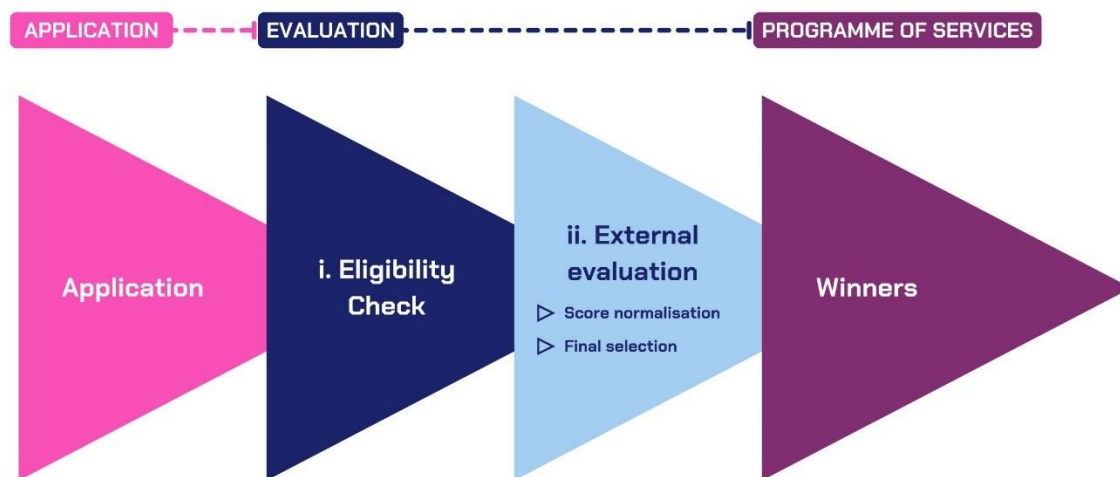 APPLICATION
EVALUATION
PROGRAMME OF SERVICES
Application
i. Eligibility
Check
ii. External
evaluation
Score normalisation
Final selection
Winners